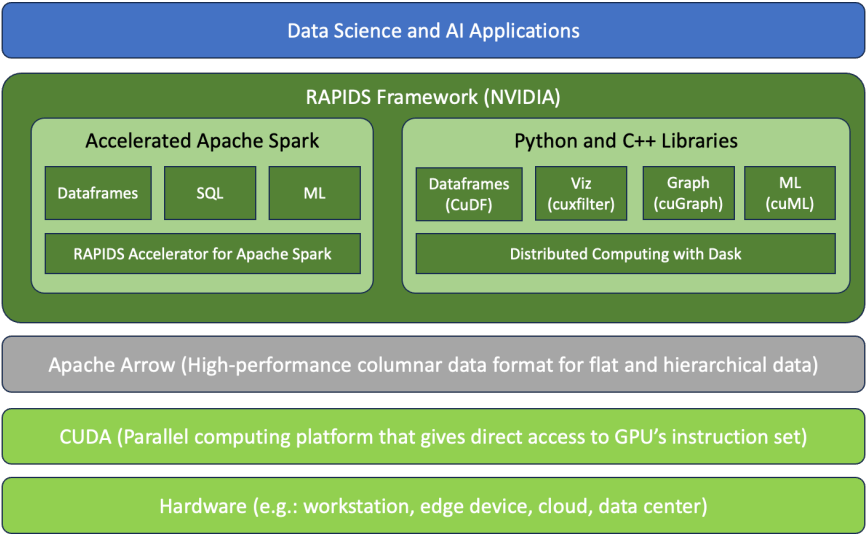 Data Science and AI Applications
RAPIDS Framework (NVIDIA)
Accelerated Apache Spark
Dataframes
SQL
ML
RAPIDS Accelerator for Apache Spark
Python and C++ Libraries
Dataframes
(CuDF)
Viz
(cuxfilter)
Graph
(cuGraph)
ML
(cuML)
Distributed Computing with Dask
Apache Arrow (High-performance columnar data format for flat and hierarchical data)
CUDA (Parallel computing platform that gives direct access to GPU’s instruction set)
Hardware (e.g.: workstation, edge device, cloud, data center)